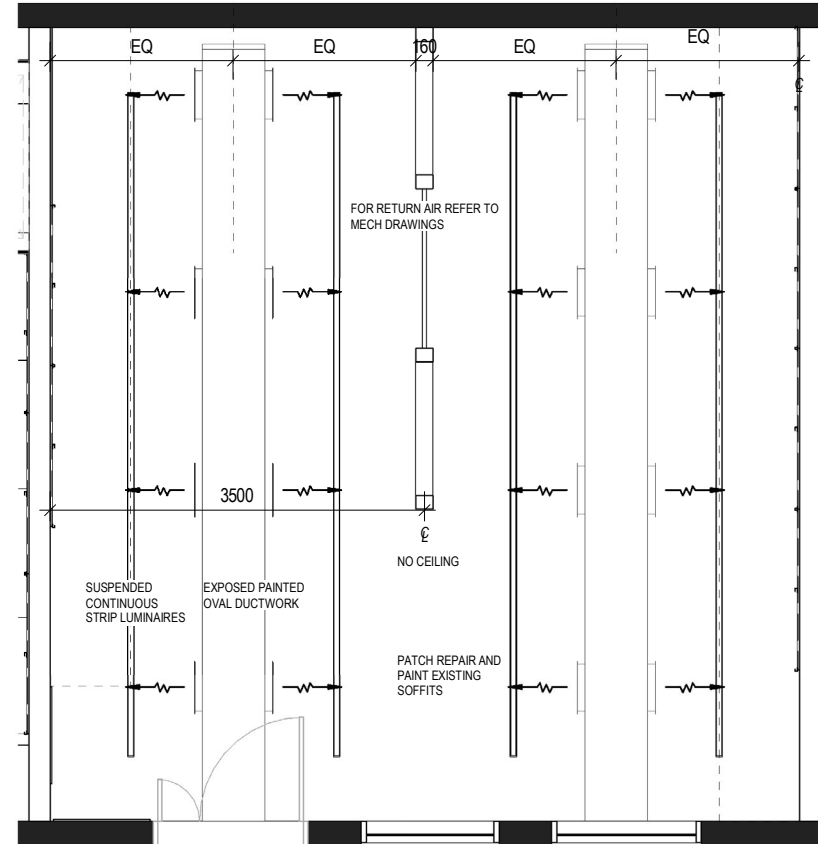 EQ
EQ
160
EQ
EQ
℄
FOR RETURN AIR REFER TO
MECH DRAWINGS
3500
℄
NO CEILING
SUSPENDED
CONTINUOUS
STRIP LUMINAIRES
EXPOSED PAINTED
OVAL DUCTWORK
PATCH REPAIR AND
PAINT EXISTING
SOFFITS